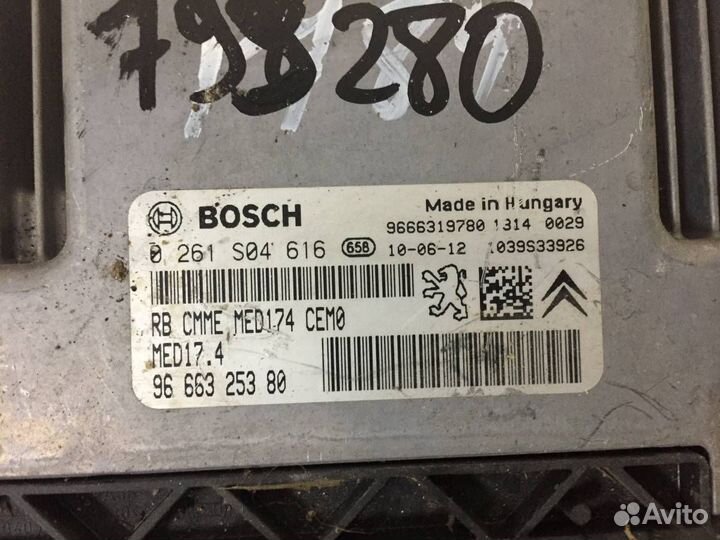 798280
BOSCH
Made in Hungary
9666319780 1314 0029
0 261 S04 616 658 10-06-12 1039S33926
RB CMME MED174 CEM0
MED17.4
96 663 253 80
Avito